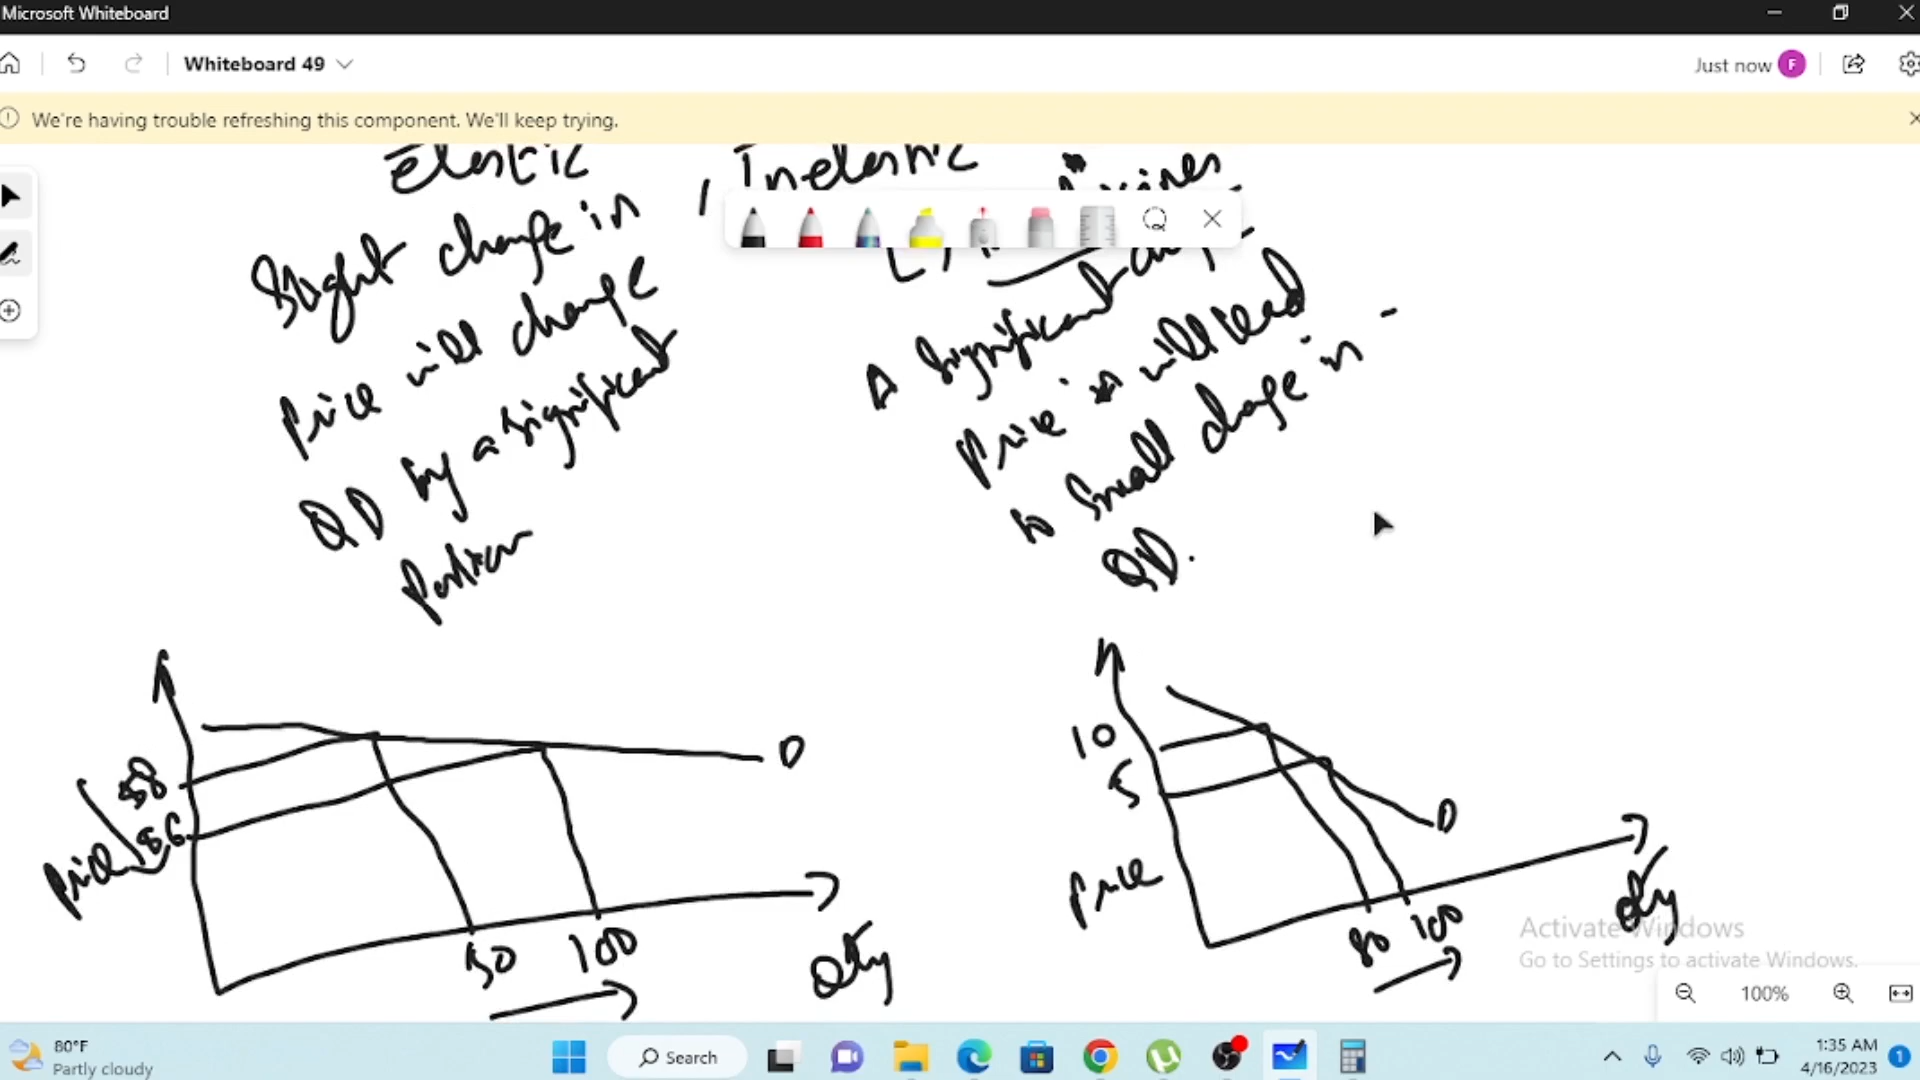 Microsoft Whiteboard
Whiteboard 49
Just now F
We're having trouble refreshing this component. We'll keep trying.
Elastic , Inelastic
Slight change in
Price will change
QD by a significant
Portion
A Significant
Price will lead
to Small change in
QD.
D
Price
50 100
Qty
10
5
D
Price
80 100
Qty
Activate Windows
Go to Settings to activate Windows.
100%
80°F
Partly cloudy
Search
1:35 AM
4/16/2023
1